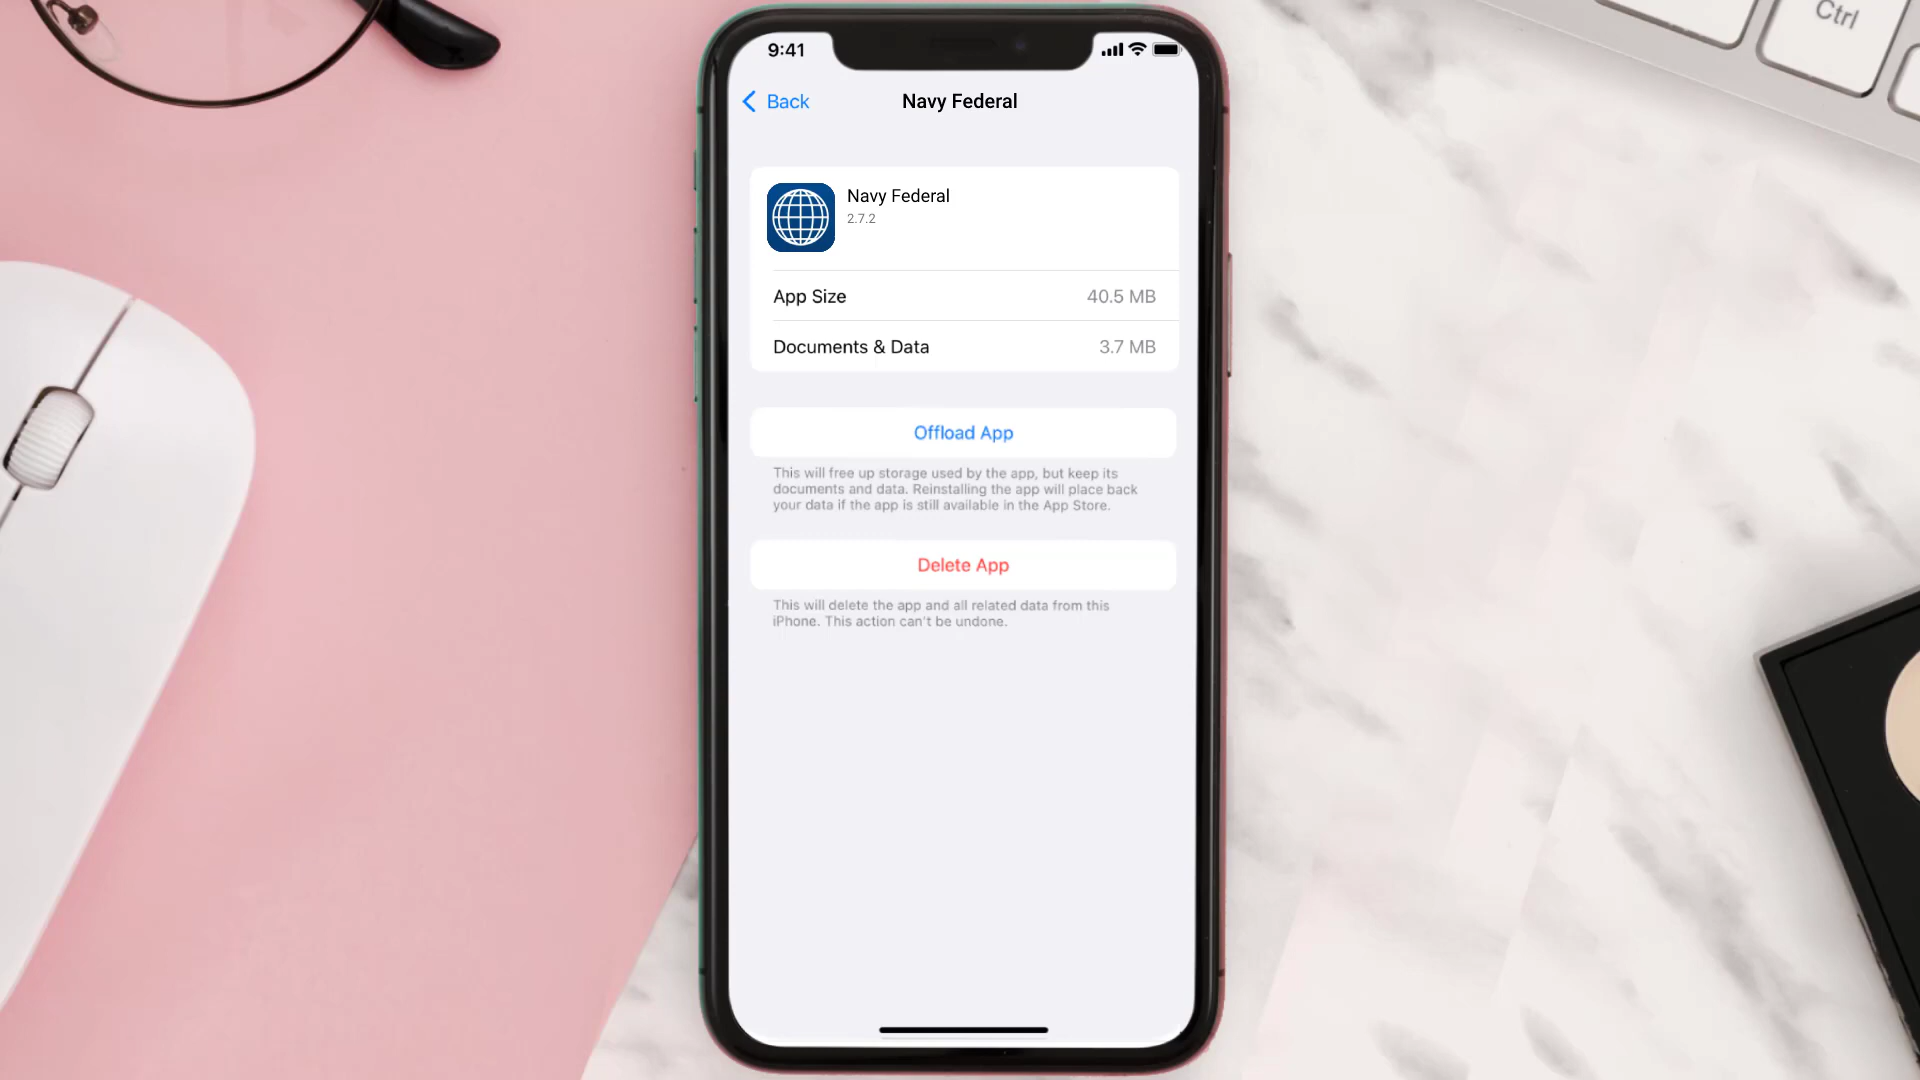 Ctrl
9:41
Back
Navy Federal
Navy Federal
2.7.2
App Size 40.5 MB
Documents & Data 3.7 MB
Offload App
This will free up storage used by the app, but keep its
documents and data. Reinstalling the app will place back
your data if the app is still available in the App Store.
Delete App
This will delete the app and all related data from this
iPhone. This action can't be undone.